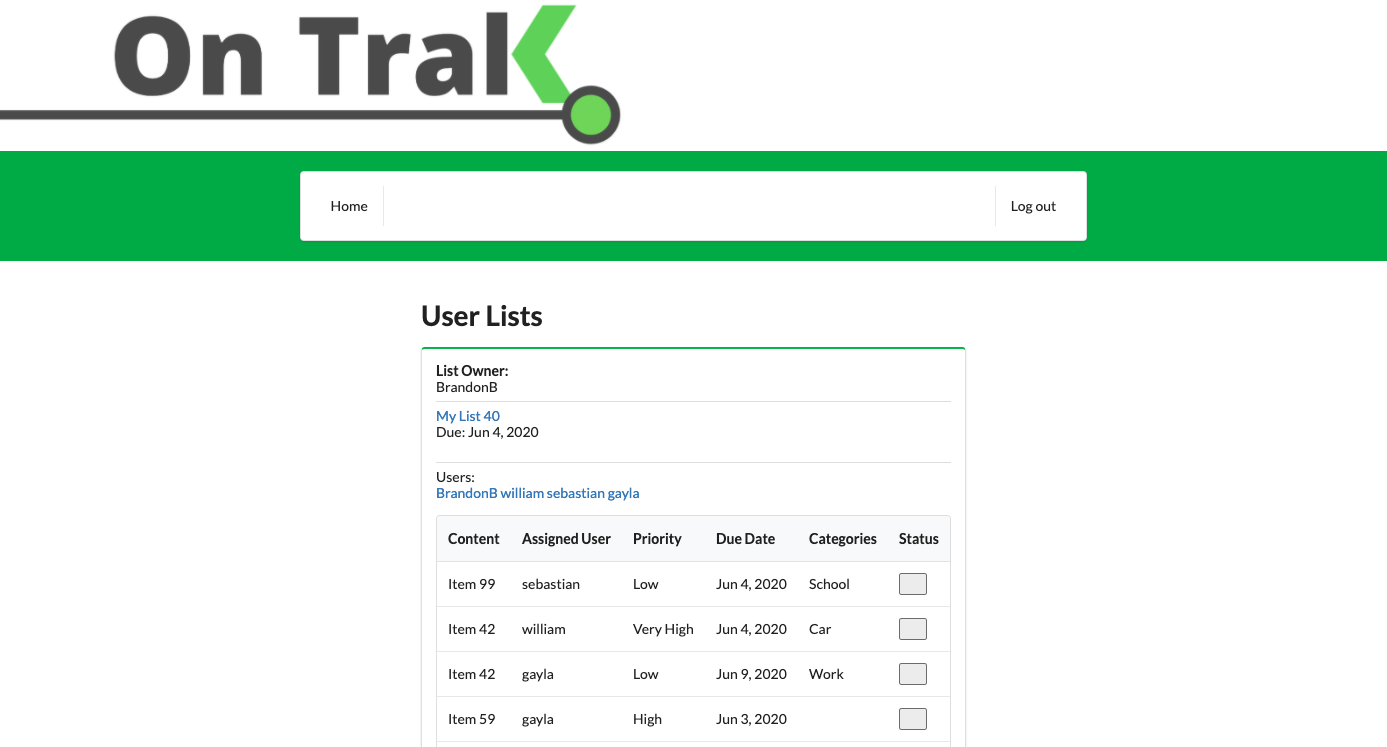 On Trak
Home Log out
User Lists
List Owner:
BrandonB
My List 40
Due: Jun 4, 2020
Users:
BrandonB william sebastian gayla
Content Assigned User Priority Due Date Categories Status
Item 99 sebastian Low Jun 4, 2020 School
Item 42 william Very High Jun 4, 2020 Car
Item 42 gayla Low Jun 9, 2020 Work
Item 59 gayla High Jun 3, 2020